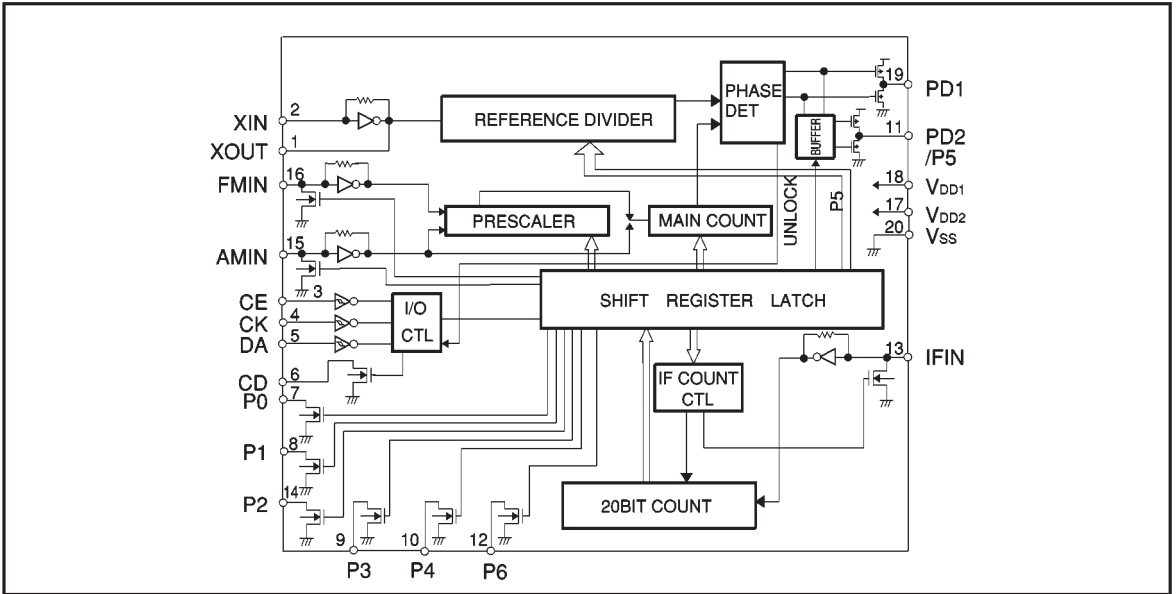 XIN
2
XOUT
1
FMIN
16
AMIN
15
CE
3
CK
4
DA
5
CD
6
P0
7
P1
8
P2
14
9
P3
10
P4
12
P6
REFERENCE DIVIDER
PHASE
DET
BUFFER
PRESCALER
MAIN COUNT
UNLOCK
P5
SHIFT REGISTER LATCH
I/O
CTL
IF COUNT
CTL
20BIT COUNT
19
PD1
11
PD2
/P5
18
VDD1
17
VDD2
20
VSS
13
IFIN